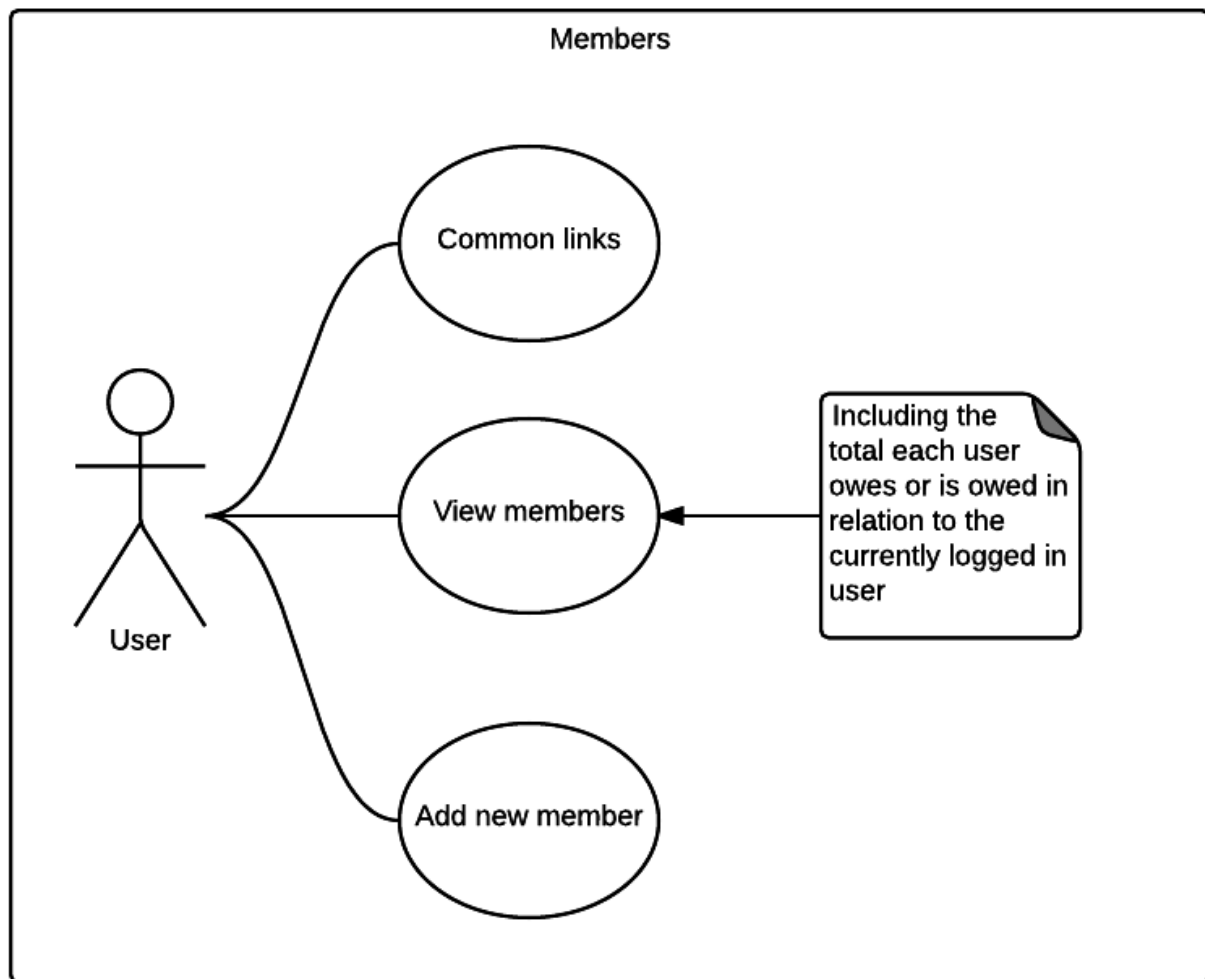 Members
Common links
Including the
total each user
owes or is owed in
relation to the
currently logged in
user
View members
User
Add new member